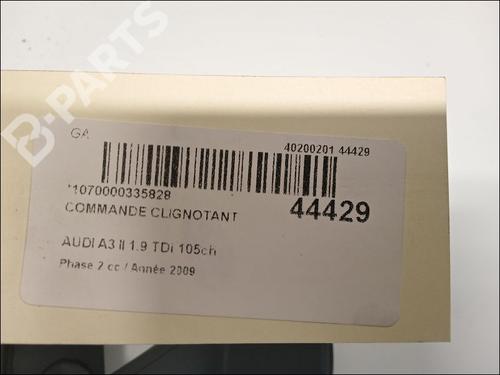 B-PARTS
GA
40200201 44429
*1070000335828
COMMANDE CLIGNOTANT
44429
AUDI A3 II 1.9 TDi 105ch
Phase 2 cc / Année 2009